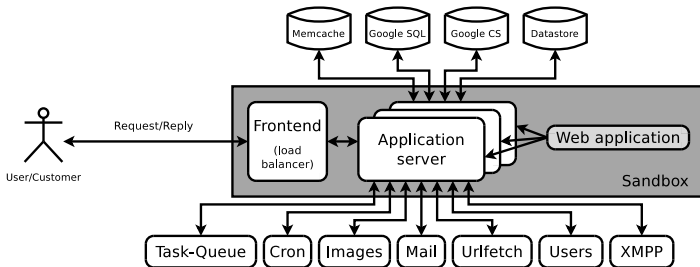 Memcache
Google SQL
Google CS
Datastore
Request/Reply
User/Customer
Frontend
(load
balancer)
Application
server
Web application
Sandbox
Task-Queue
Cron
Images
Mail
Urlfetch
Users
XMPP